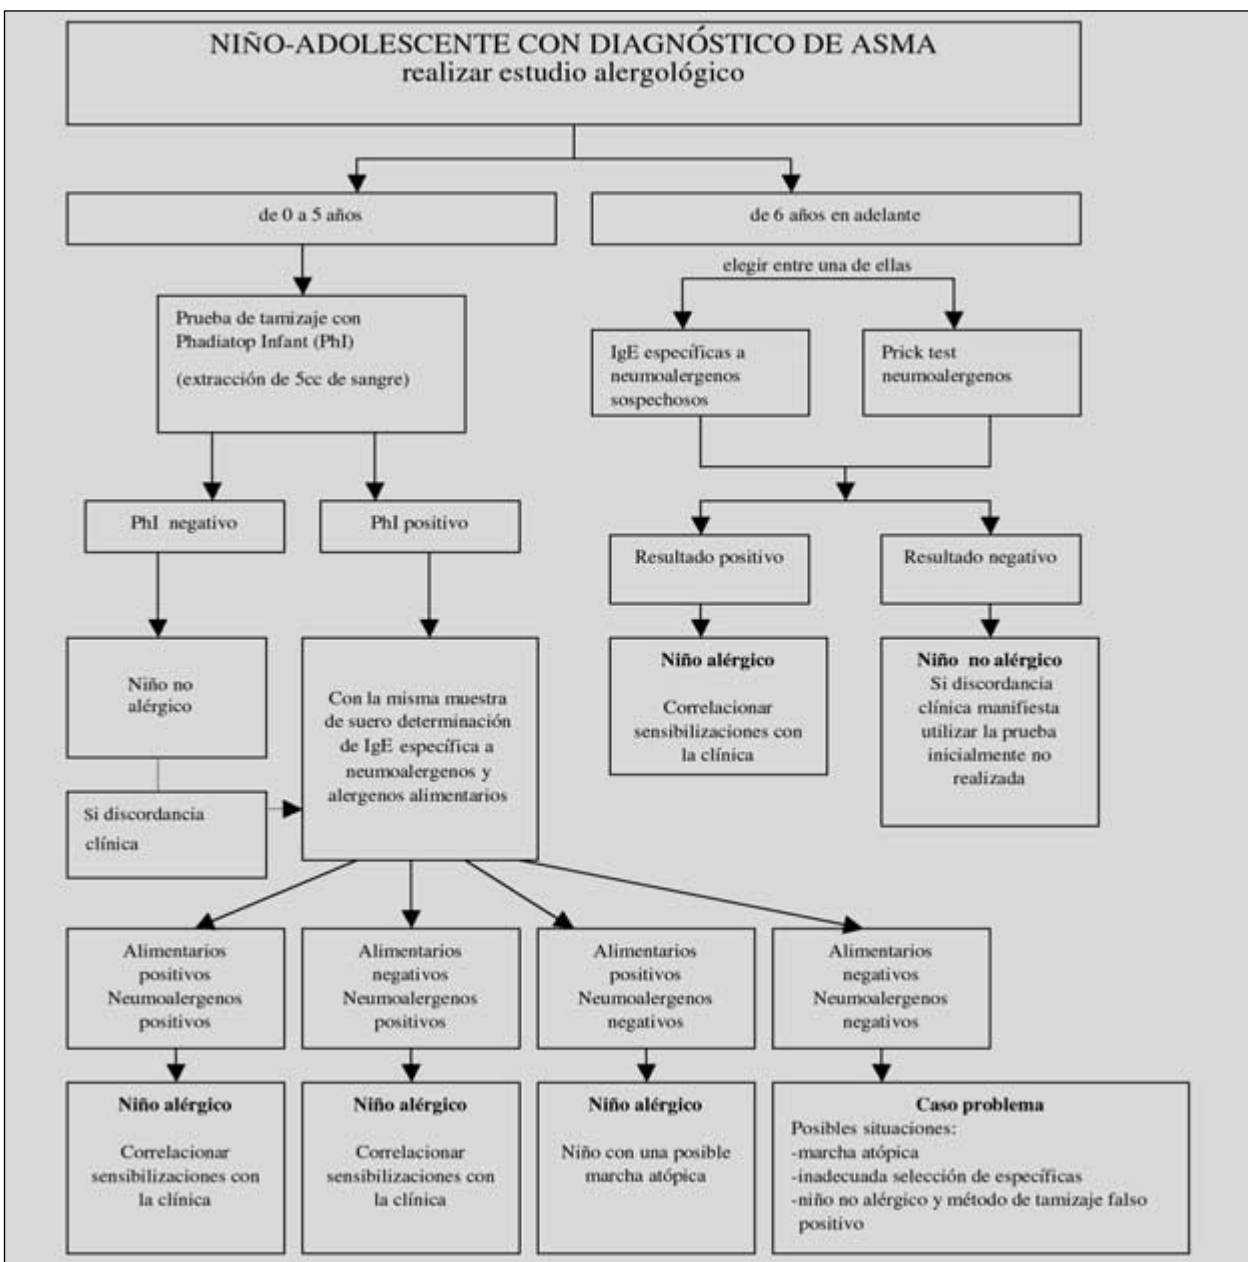 NIÑO-ADOLESCENTE CON DIAGNÓSTICO DE ASMA
realizar estudio alergológico
de 0 a 5 años
de 6 años en adelante
elegir entre una de ellas
Prueba de tamizaje con
Phadiatop Infant (PhI)
(extracción de 5cc de sangre)
IgE específicas a
neumoalergenos
sospechosos
Prick test
neumoalergenos
PhI negativo
PhI positivo
Resultado positivo
Resultado negativo
Niño no
alérgico
Si discordancia
clínica
Con la misma muestra
de suero determinación
de IgE específica a
neumoalergenos y
alergenos alimentarios
Niño alérgico
Correlacionar
sensibilizaciones con
la clínica
Niño no alérgico
Si discordancia
clínica manifiesta
utilizar la prueba
inicialmente no
realizada
Alimentarios
positivos
Neumoalergenos
positivos
Alimentarios
negativos
Neumoalergenos
positivos
Alimentarios
positivos
Neumoalergenos
negativos
Alimentarios
negativos
Neumoalergenos
negativos
Niño alérgico
Correlacionar
sensibilizaciones con
la clínica
Niño alérgico
Correlacionar
sensibilizaciones con
la clínica
Niño alérgico
Niño con una posible
marcha atópica
Caso problema
Posibles situaciones:
-marcha atópica
-inadecuada selección de específicas
-niño no alérgico y método de tamizaje falso
positivo